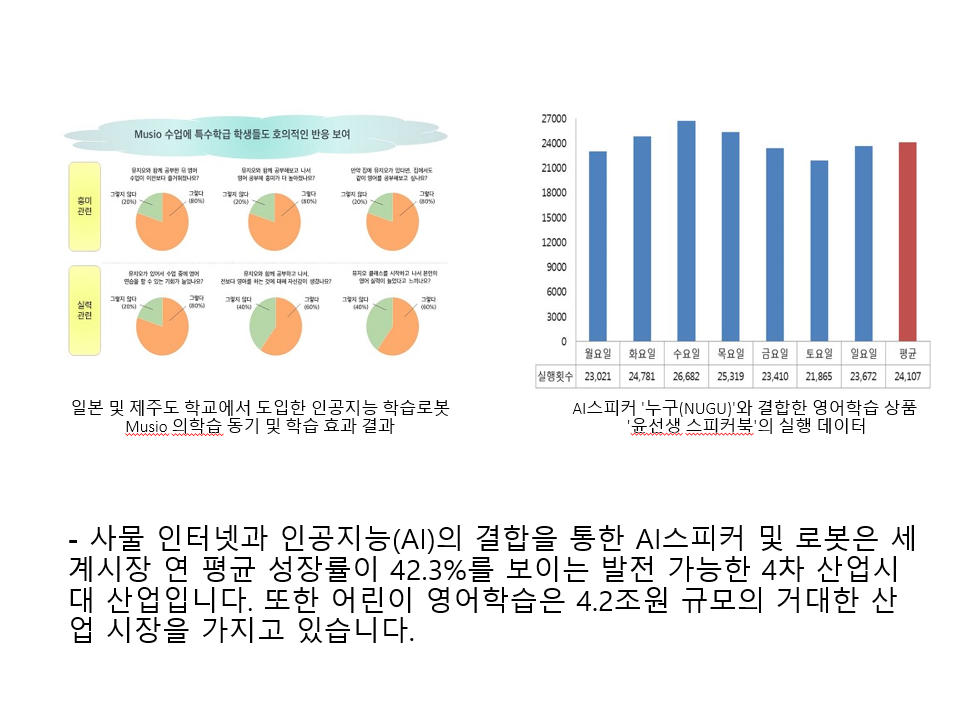 Musio 수업에 특수학급 학생들도 호의적인 반응 보여
흥미
관련
뮤지오와 함께 공부한 뒤 영어
수업이 이전보다 즐거워졌나요?
그렇지 않다
(20%)
그렇다
(80%)
뮤지오와 함께 공부해보고 나서
영어 공부에 흥미가 더 높아졌나요?
그렇지 않다
(20%)
그렇다
(80%)
만약 집에 뮤지오가 있다면, 집에서도
같이 영어를 공부해보고 싶나요?
그렇지 않다
(20%)
그렇다
(80%)
실력
관련
뮤지오가 있어서 수업 중에 영어
연습을 할 수 있는 기회가 늘었나요?
그렇지 않다
(20%)
그렇다
(80%)
뮤지오와 함께 공부하고 나서,
전보다 영어를 하는 것에 대해 자신감이 생겼나요?
그렇지 않다
(40%)
그렇다
(60%)
뮤지오 클래스를 시작하고 나서 본인의
영어 실력이 늘었다고 느끼나요?
그렇지 않다
(40%)
그렇다
(60%)
일본 및 제주도 학교에서 도입한 인공지능 학습로봇
Musio 의학습 동기 및 학습 효과 결과
27000
24000
21000
18000
15000
12000
9000
6000
3000
0
월요일 화요일 수요일 목요일 금요일 토요일 일요일 평균
실행횟수 23,021 24,781 26,682 25,319 23,410 21,865 23,672 24,107
AI스피커 '누구(NUGU)'와 결합한 영어학습 상품
'윤선생 스피커북'의 실행 데이터
- 사물 인터넷과 인공지능(AI)의 결합을 통한 AI스피커 및 로봇은 세
계시장 연 평균 성장률이 42.3%를 보이는 발전 가능한 4차 산업시
대 산업입니다. 또한 어린이 영어학습은 4.2조원 규모의 거대한 산
업 시장을 가지고 있습니다.